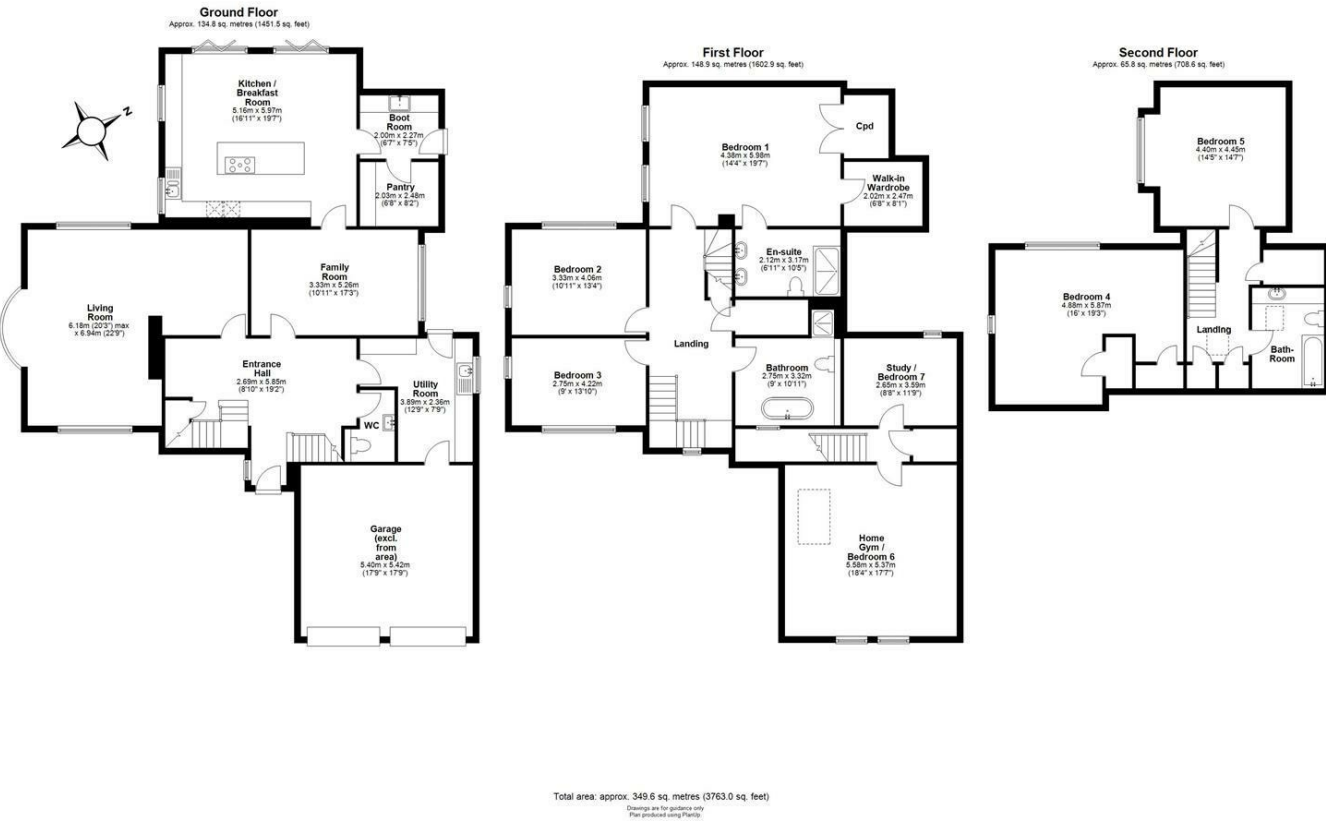 Ground Floor
Approx. 134.8 sq. metres (1451.5 sq. feet)
Kitchen /
Breakfast
Room
5.16m x 5.97m
(16'11" x 19'7")
N
Boot
Room
2.00m x 2.27m
(6'7" x 7'5")
Pantry
2.03m x 2.48m
(6'8" x 8'2")
Family
Room
3.33m x 5.26m
(10'11" x 17'3")
Living
Room
6.18m (20'3") max
x 6.94m (22'9")
Entrance
Hall
2.69m x 5.85m
(8'10" x 19'2")
Utility
Room
3.89m x 2.36m
(12'9" x 7'9")
WC
Garage
(excl.
from
area)
5.40m x 5.42m
(17'9" x 17'9")
First Floor
Approx. 148.9 sq. metres (1602.9 sq. feet)
Bedroom 1
4.38m x 5.98m
(14'4" x 19'7")
Cpd
Walk-in
Wardrobe
2.02m x 2.47m
(6'8" x 8'1")
En-suite
2.12m x 3.17m
(6'11" x 10'5")
Bedroom 2
3.33m x 4.06m
(10'11" x 13'4")
Landing
Bedroom 3
2.75m x 4.22m
(9' x 13'10")
Bathroom
2.75m x 3.32m
(9' x 10'11")
Study /
Bedroom 7
2.65m x 3.59m
(8'8" x 11'9")
Home
Gym /
Bedroom 6
5.58m x 5.37m
(18'4" x 17'7")
Second Floor
Approx. 65.8 sq. metres (708.6 sq. feet)
Bedroom 5
4.40m x 4.45m
(14'5" x 14'7")
Bedroom 4
4.88m x 5.87m
(16' x 19'3")
Landing
Bath-
Room
Total area: approx. 349.6 sq. metres (3763.0 sq. feet)
Drawings are for guidance only
Plan produced using PlanUp.